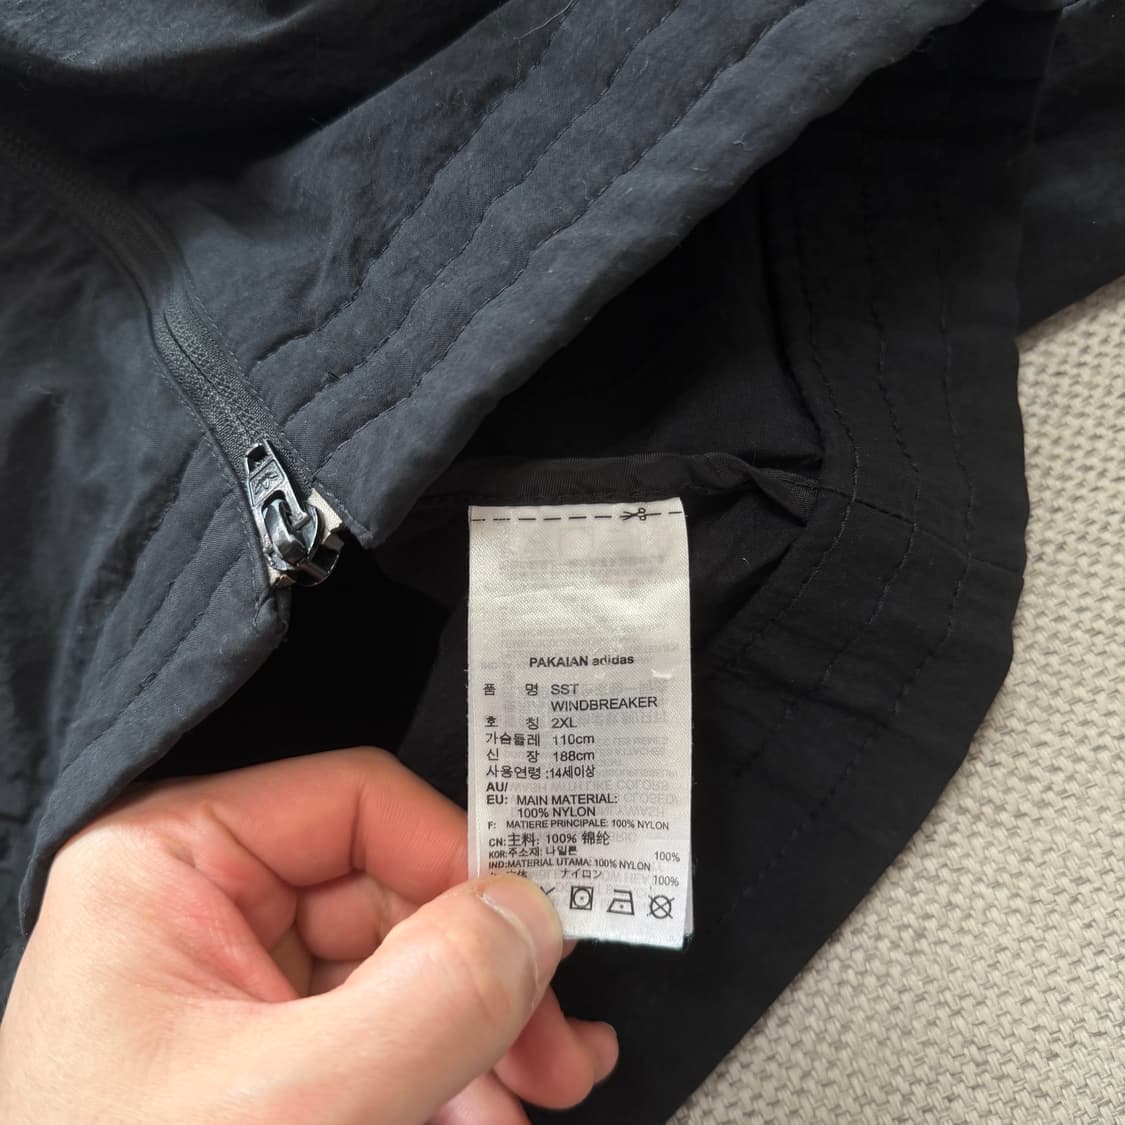 PAKAIAN adidas
품 명 SST
WINDBREAKER
호 칭 2XL
가슴둘레 110cm
신 장 188cm
사용연령 :14세이상
AU/
EU: MAIN MATERIAL:
100% NYLON
F: MATIERE PRINCIPALE: 100% NYLON
CN:主料: 100% 锦纶
KOR:주소재: 나일론 100%
IND:MATERIAL UTAMA: 100% NYLON
ナイロン 100%